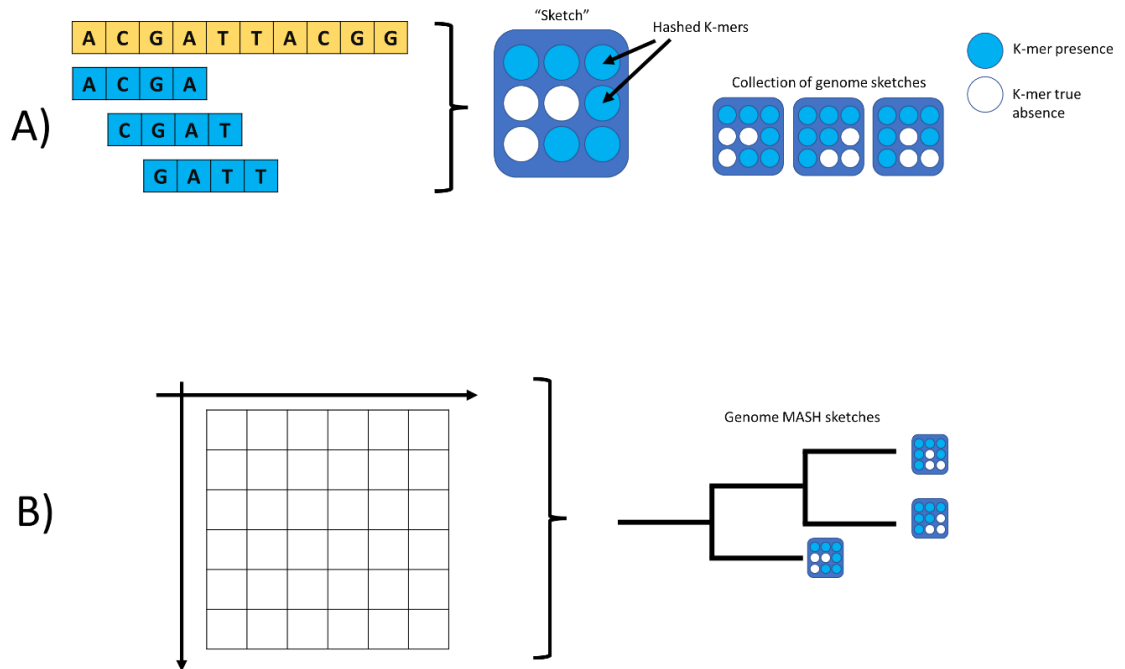 A)
A C G A T T A C G G
A C G A
C G A T
G A T T
"Sketch"
Hashed K-mers
Collection of genome sketches
K-mer presence
K-mer true
absence
B)
Genome MASH sketches